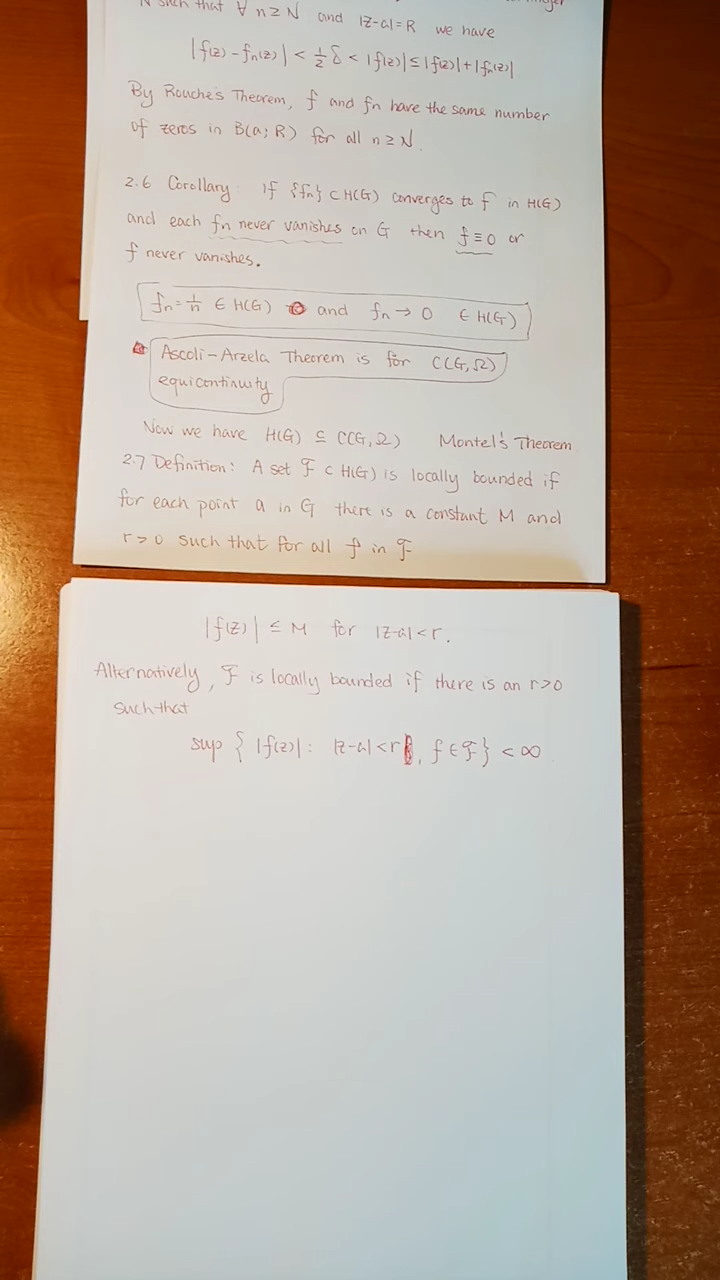 N such that ∀ n ≥ N and |z-a| = R we have
|f(z) - fn(z)| < ½ δ < |f(z)| ≤ |f(z)| + |fn(z)|
By Rouche's Theorem, f and fn have the same number
of zeros in B(a; R) for all n ≥ N.
2.6 Corollary: If {fn} ⊂ H(G) converges to f in H(G)
and each fn never vanishes on G then f ≡ 0 or
f never vanishes.
fn = 1/n ∈ H(G) and fn → 0 ∈ H(G)
Ascoli-Arzela Theorem is for C(G, Ω)
equicontinuity
Now we have H(G) ⊆ C(G, Ω) Montel's Theorem
2.7 Definition: A set ℱ ⊂ H(G) is locally bounded if
for each point a in G there is a constant M and
r > 0 such that for all f in ℱ
|f(z)| ≤ M for |z-a| < r.
Alternatively, ℱ is locally bounded if there is an r > 0
such that
sup { |f(z)| : |z-a| < r, f ∈ ℱ } < ∞